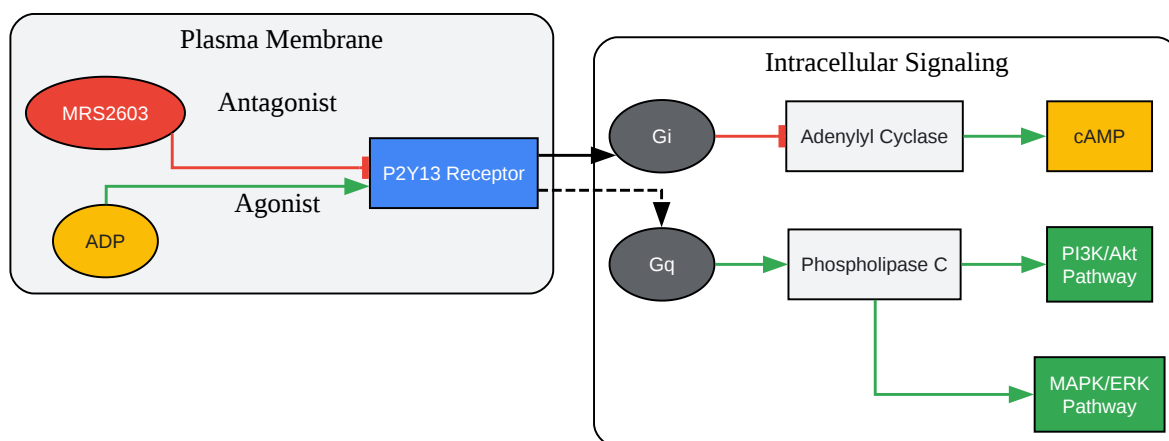 Plasma Membrane
MRS2603
Antagonist
P2Y13 Receptor
Agonist
ADP
Intracellular Signaling
Gi
Adenylyl Cyclase
cAMP
Gq
Phospholipase C
PI3K/Akt
Pathway
MAPK/ERK
Pathway